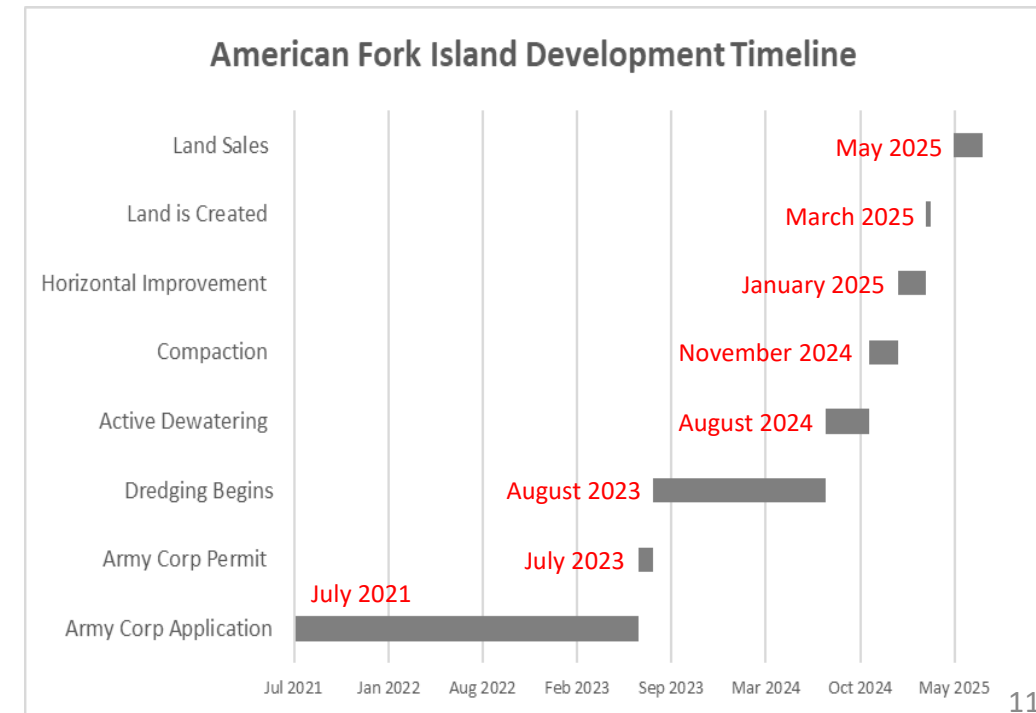 American Fork Island Development Timeline
Land Sales
May 2025
Land is Created
March 2025
Horizontal Improvement
January 2025
Compaction
November 2024
Active Dewatering
August 2024
Dredging Begins
August 2023
Army Corp Permit
July 2023
July 2021
Army Corp Application
Jul 2021 Jan 2022 Aug 2022 Feb 2023 Sep 2023 Mar 2024 Oct 2024 May 2025
11